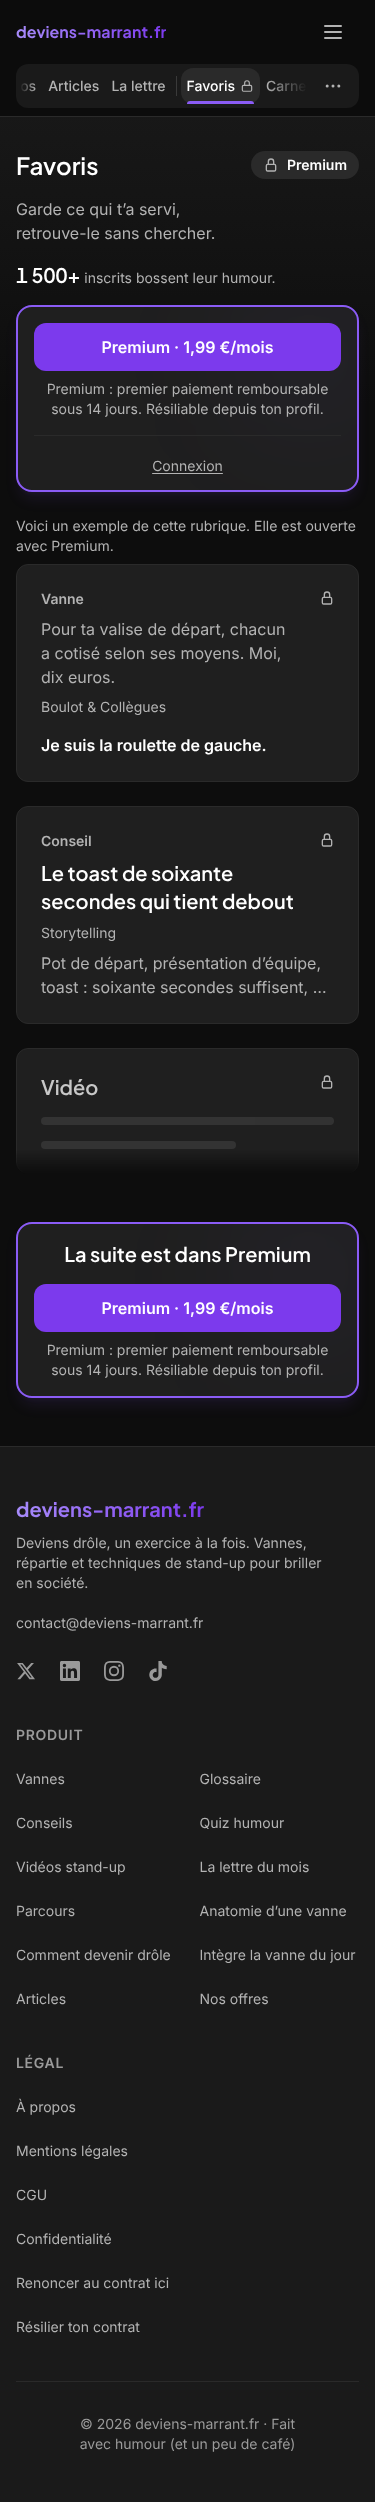 deviens-marrant.fr
os Articles La lettre Favoris Carne
Favoris Premium
Garde ce qui t’a servi,
retrouve-le sans chercher.
1 500+ inscrits bossent leur humour.
Premium · 1,99 €/mois
Premium : premier paiement remboursable
sous 14 jours. Résiliable depuis ton profil.
Connexion
Voici un exemple de cette rubrique. Elle est ouverte
avec Premium.
Vanne
Pour ta valise de départ, chacun
a cotisé selon ses moyens. Moi,
dix euros.
Boulot & Collègues
Je suis la roulette de gauche.
Conseil
Le toast de soixante
secondes qui tient debout
Storytelling
Pot de départ, présentation d’équipe,
toast : soixante secondes suffisent, ...
Vidéo
La suite est dans Premium
Premium · 1,99 €/mois
Premium : premier paiement remboursable
sous 14 jours. Résiliable depuis ton profil.
deviens-marrant.fr
Deviens drôle, un exercice à la fois. Vannes,
répartie et techniques de stand-up pour briller
en société.
contact@deviens-marrant.fr
PRODUIT
Vannes Glossaire
Conseils Quiz humour
Vidéos stand-up La lettre du mois
Parcours Anatomie d’une vanne
Comment devenir drôle Intègre la vanne du jour
Articles Nos offres
LÉGAL
À propos
Mentions légales
CGU
Confidentialité
Renoncer au contrat ici
Résilier ton contrat
© 2026 deviens-marrant.fr · Fait
avec humour (et un peu de café)